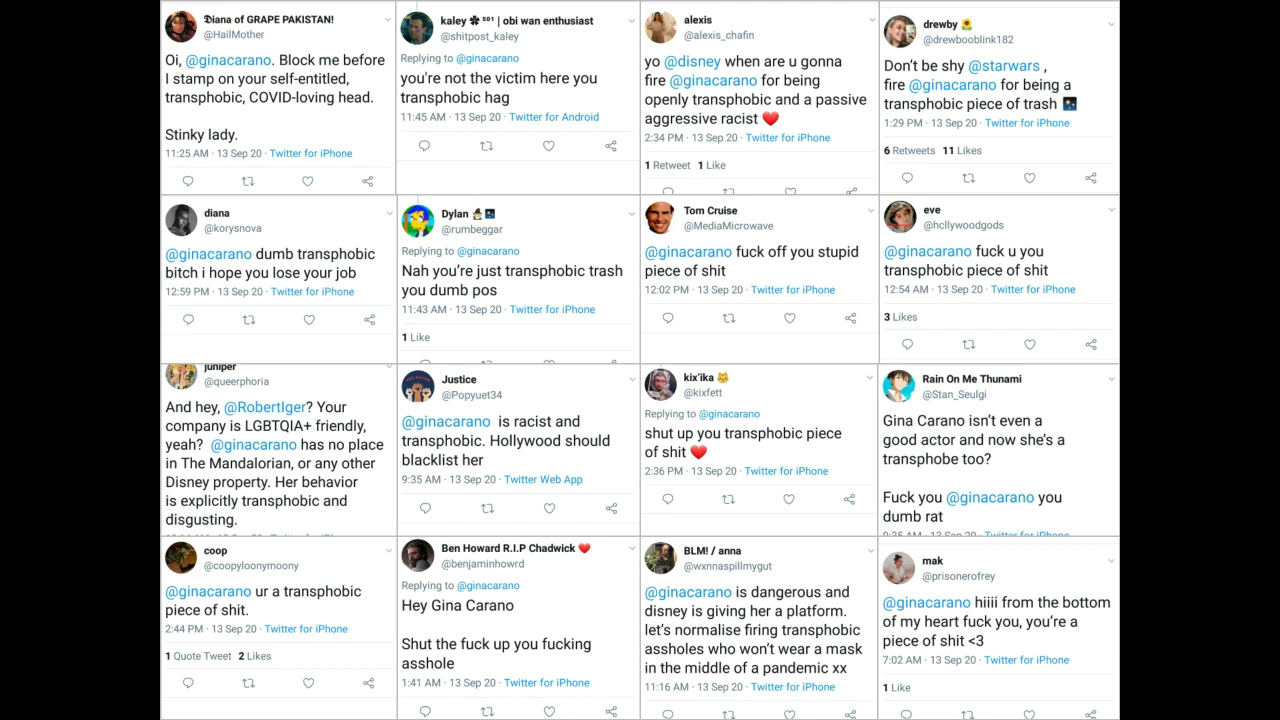 𝕯iana of GRAPE PAKISTAN!
@HailMother
Oi, @ginacarano. Block me before
I stamp on your self-entitled,
transphobic, COVID-loving head.
Stinky lady.
11:25 AM · 13 Sep 20 · Twitter for iPhone
kaley ✽ ⁵⁰¹ | obi wan enthusiast
@shitpost_kaley
Replying to @ginacarano
you're not the victim here you
transphobic hag
11:45 AM · 13 Sep 20 · Twitter for Android
alexis
@alexis_chafin
yo @disney when are u gonna
fire @ginacarano for being
openly transphobic and a passive
aggressive racist ❤️
2:34 PM · 13 Sep 20 · Twitter for iPhone
1 Retweet 1 Like
drewby 🌻
@drewbooblink182
Don't be shy @starwars ,
fire @ginacarano for being a
transphobic piece of trash 🌠
1:29 PM · 13 Sep 20 · Twitter for iPhone
6 Retweets 11 Likes
diana
@korysnova
@ginacarano dumb transphobic
bitch i hope you lose your job
12:59 PM · 13 Sep 20 · Twitter for iPhone
Dylan
@rumbeggar
Replying to @ginacarano
Nah you're just transphobic trash
you dumb pos
11:43 AM · 13 Sep 20 · Twitter for iPhone
1 Like
Tom Cruise
@MediaMicrowave
@ginacarano fuck off you stupid
piece of shit
12:02 PM · 13 Sep 20 · Twitter for iPhone
eve
@hcllywoodgods
@ginacarano fuck u you
transphobic piece of shit
12:54 AM · 13 Sep 20 · Twitter for iPhone
3 Likes
juniper
@queerphoria
And hey, @RobertIger? Your
company is LGBTQIA+ friendly,
yeah? @ginacarano has no place
in The Mandalorian, or any other
Disney property. Her behavior
is explicitly transphobic and
disgusting.
Justice
@Popyuet34
@ginacarano is racist and
transphobic. Hollywood should
blacklist her
9:35 AM · 13 Sep 20 · Twitter Web App
kix'ika 🐱
@kixfett
Replying to @ginacarano
shut up you transphobic piece
of shit ❤️
2:36 PM · 13 Sep 20 · Twitter for iPhone
Rain On Me Thunami
@Stan_Seulgi
Gina Carano isn't even a
good actor and now she's a
transphobe too?
Fuck you @ginacarano you
dumb rat
9:35 AM · 13 Sep 20 · Twitter for iPhone
coop
@coopyloonymoony
@ginacarano ur a transphobic
piece of shit.
2:44 PM · 13 Sep 20 · Twitter for iPhone
1 Quote Tweet 2 Likes
Ben Howard R.I.P Chadwick ❤️
@benjaminhowrd
Replying to @ginacarano
Hey Gina Carano
Shut the fuck up you fucking
asshole
1:41 AM · 13 Sep 20 · Twitter for iPhone
BLM! / anna
@wxnnaspillmygut
@ginacarano is dangerous and
disney is giving her a platform.
let's normalise firing transphobic
assholes who won't wear a mask
in the middle of a pandemic xx
11:16 AM · 13 Sep 20 · Twitter for iPhone
mak
@prisonerofrey
@ginacarano hiiii from the bottom
of my heart fuck you, you're a
piece of shit <3
7:02 AM · 13 Sep 20 · Twitter for iPhone
1 Like